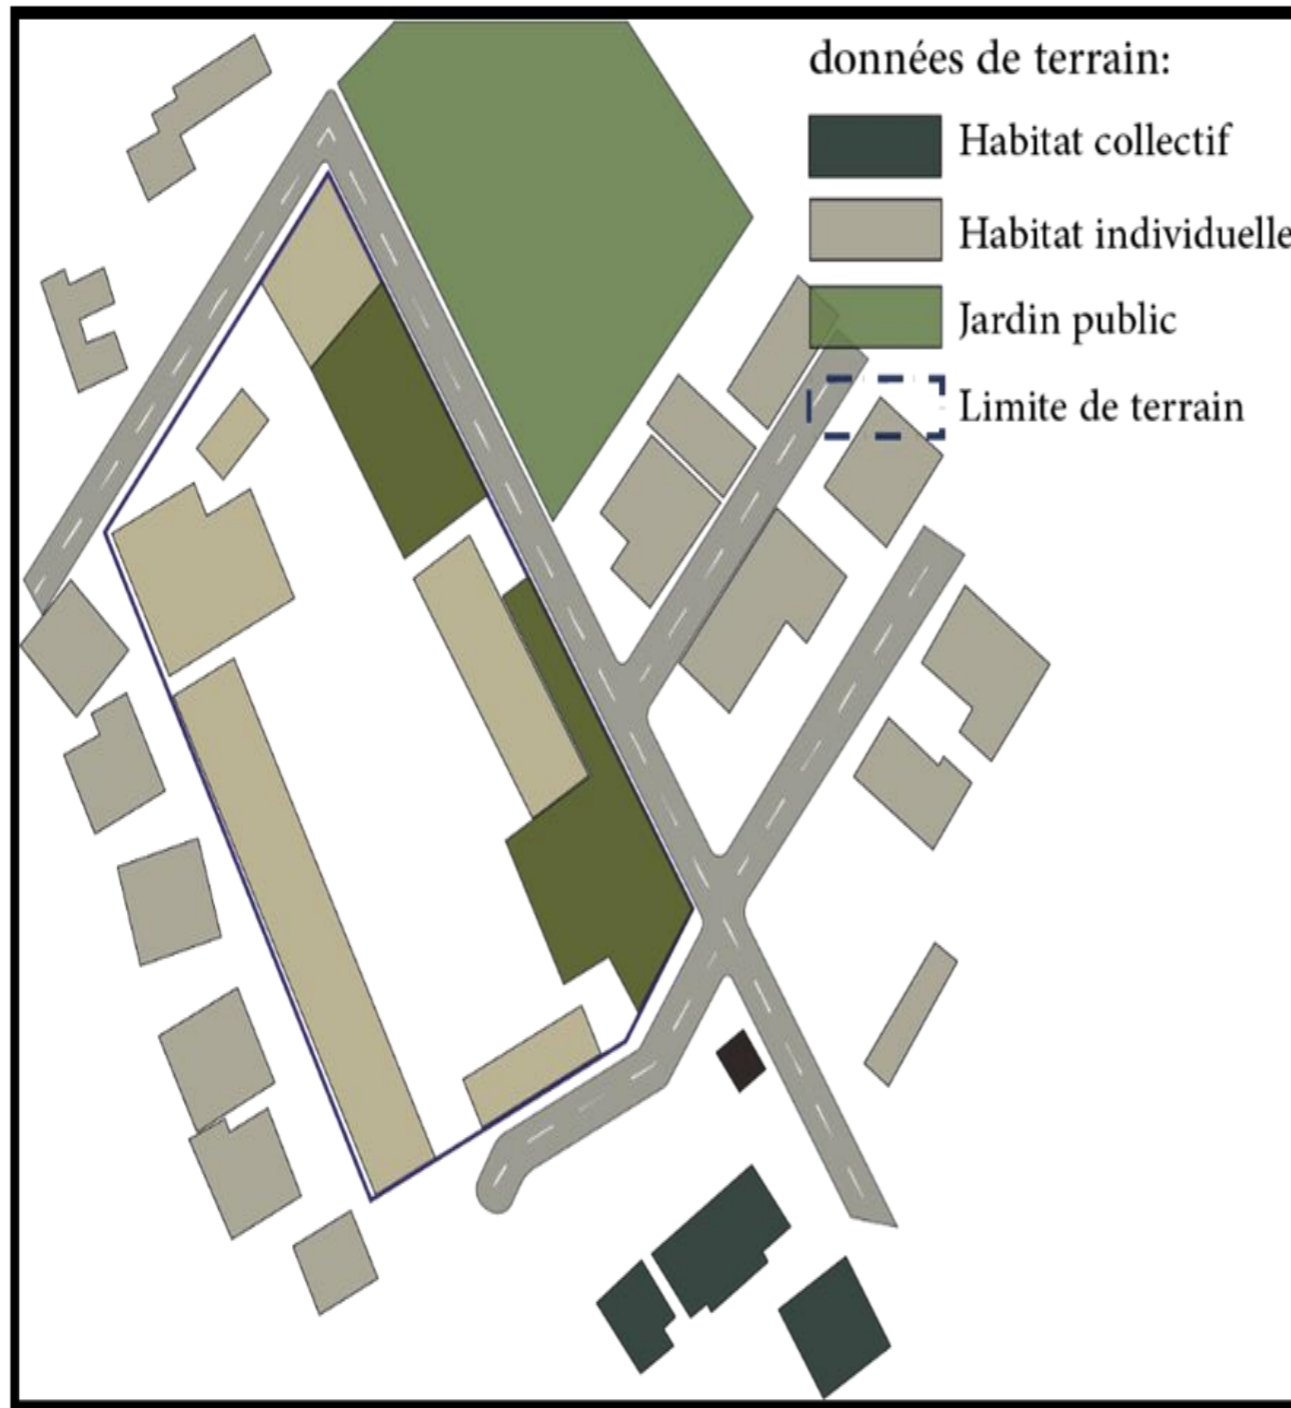 données de terrain:
Habitat collectif
Habitat individuelle
Jardin public
Limite de terrain